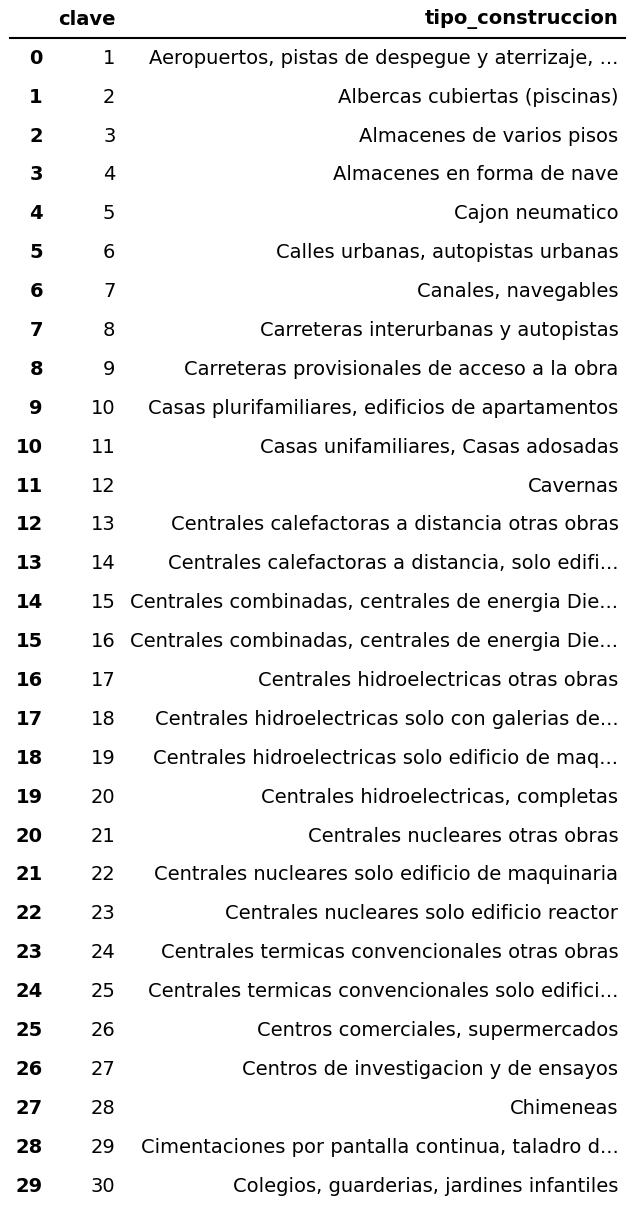 clave tipo_construccion
0 1 Aeropuertos, pistas de despegue y aterrizaje, ...
1 2 Albercas cubiertas (piscinas)
2 3 Almacenes de varios pisos
3 4 Almacenes en forma de nave
4 5 Cajon neumatico
5 6 Calles urbanas, autopistas urbanas
6 7 Canales, navegables
7 8 Carreteras interurbanas y autopistas
8 9 Carreteras provisionales de acceso a la obra
9 10 Casas plurifamiliares, edificios de apartamentos
10 11 Casas unifamiliares, Casas adosadas
11 12 Cavernas
12 13 Centrales calefactoras a distancia otras obras
13 14 Centrales calefactoras a distancia, solo edifi...
14 15 Centrales combinadas, centrales de energia Die...
15 16 Centrales combinadas, centrales de energia Die...
16 17 Centrales hidroelectricas otras obras
17 18 Centrales hidroelectricas solo con galerias de...
18 19 Centrales hidroelectricas solo edificio de maq...
19 20 Centrales hidroelectricas, completas
20 21 Centrales nucleares otras obras
21 22 Centrales nucleares solo edificio de maquinaria
22 23 Centrales nucleares solo edificio reactor
23 24 Centrales termicas convencionales otras obras
24 25 Centrales termicas convencionales solo edifici...
25 26 Centros comerciales, supermercados
26 27 Centros de investigacion y de ensayos
27 28 Chimeneas
28 29 Cimentaciones por pantalla continua, taladro d...
29 30 Colegios, guarderias, jardines infantiles